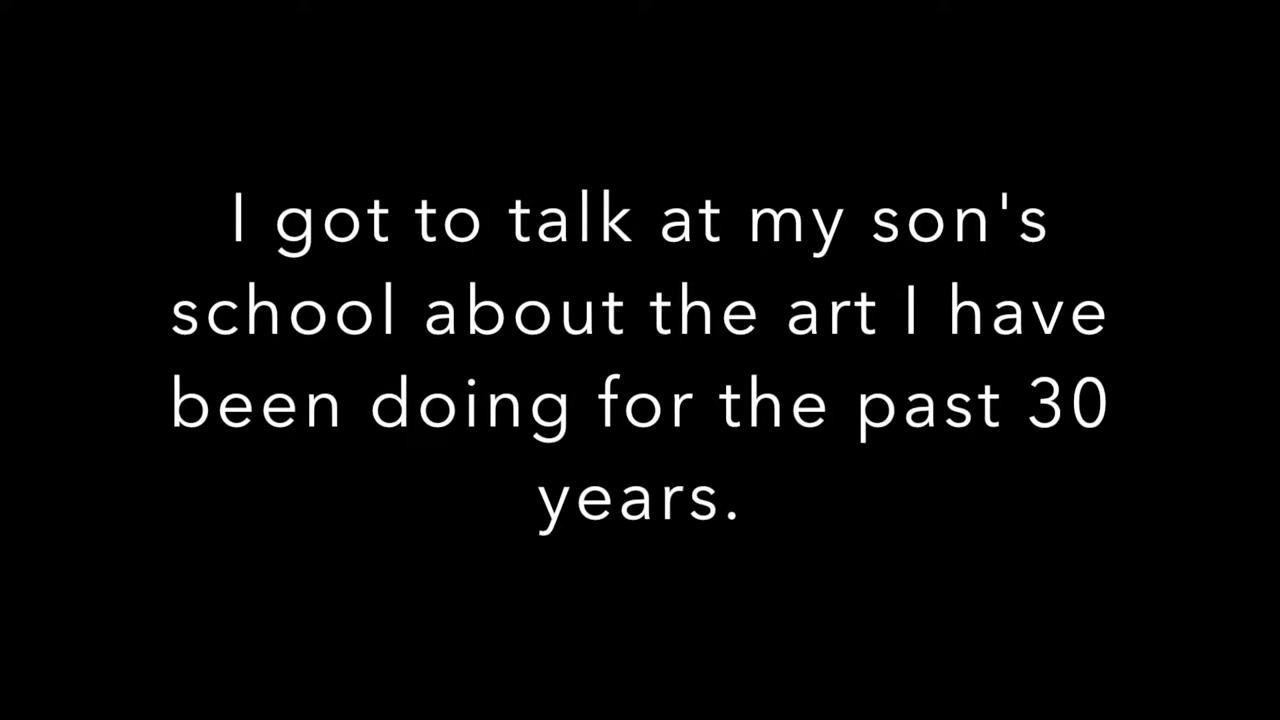 I got to talk at my son's
school about the art I have
been doing for the past 30
years.